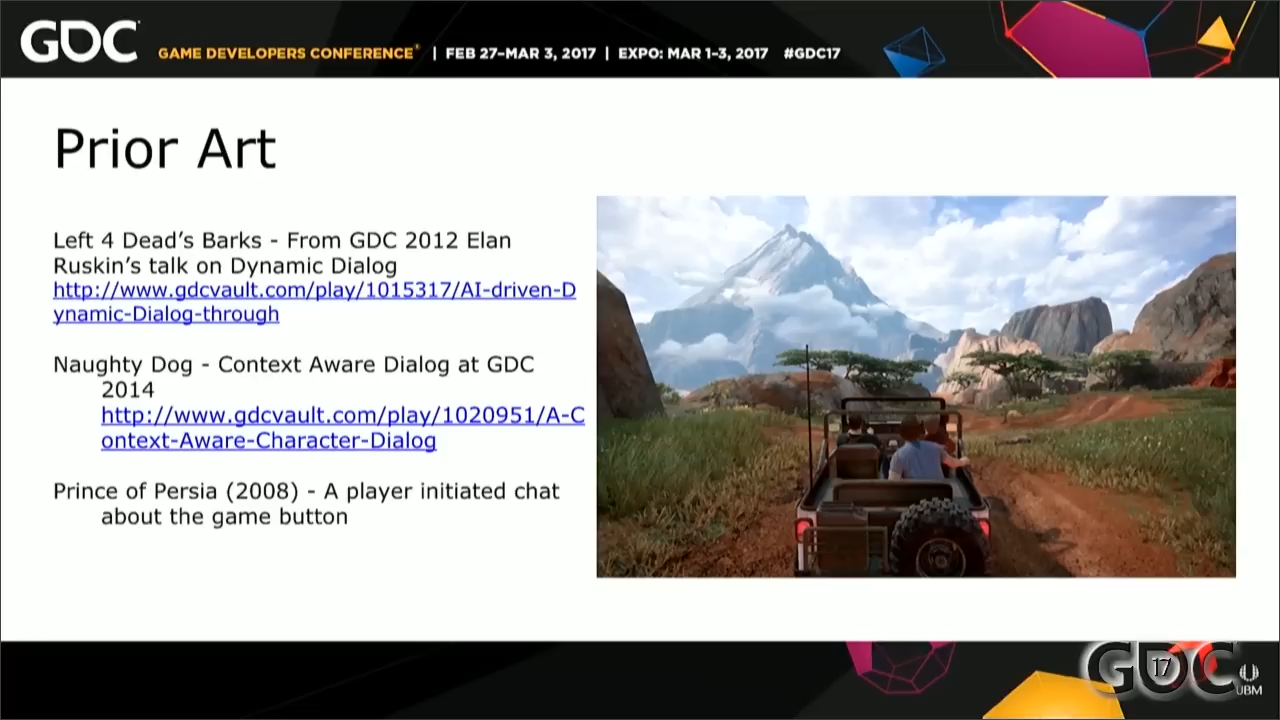 GDC
GAME DEVELOPERS CONFERENCE® | FEB 27–MAR 3, 2017 | EXPO: MAR 1–3, 2017 #GDC17
Prior Art
Left 4 Dead’s Barks - From GDC 2012 Elan
Ruskin’s talk on Dynamic Dialog
http://www.gdcvault.com/play/1015317/AI-driven-D
ynamic-Dialog-through
Naughty Dog - Context Aware Dialog at GDC
2014
http://www.gdcvault.com/play/1020951/A-C
ontext-Aware-Character-Dialog
Prince of Persia (2008) - A player initiated chat
about the game button
GDC
17
UBM